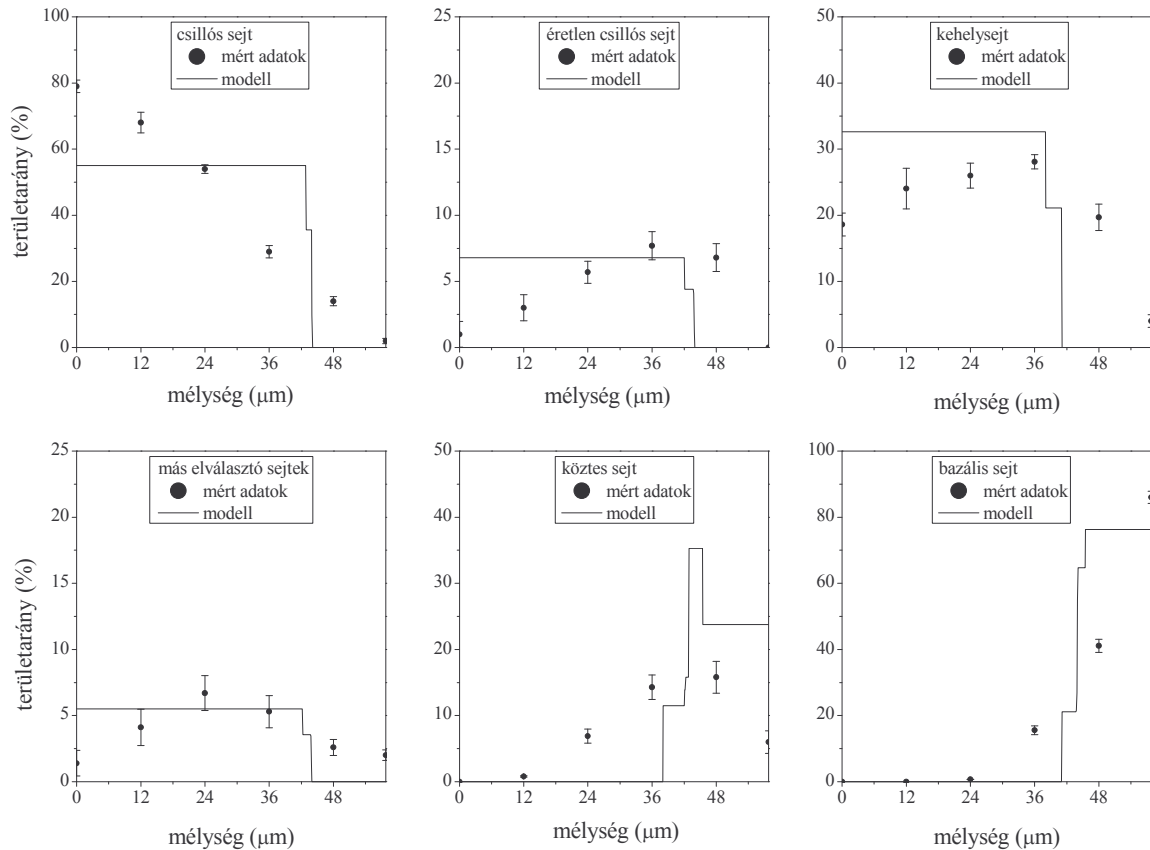 csillós sejt
mért adatok
modell
100
80
60
40
20
0
területarány (%)
0 12 24 36 48
mélység (μm)
éretlen csillós sejt
mért adatok
modell
25
20
15
10
5
0
0 12 24 36 48
mélység (μm)
kehelysejt
mért adatok
modell
50
40
30
20
10
0
0 12 24 36 48
mélység (μm)
más elválasztó sejtek
mért adatok
modell
25
20
15
10
5
0
területarány (%)
0 12 24 36 48
mélység (μm)
köztes sejt
mért adatok
modell
50
40
30
20
10
0
0 12 24 36 48
mélység (μm)
bazális sejt
mért adatok
modell
100
80
60
40
20
0
0 12 24 36 48
mélység (μm)